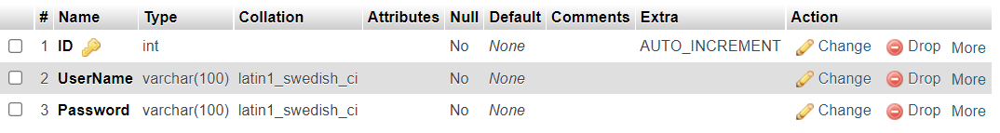 # Name Type Collation Attributes Null Default Comments Extra Action
1 ID int No None AUTO_INCREMENT Change Drop More
2 UserName varchar(100) latin1_swedish_ci No None Change Drop More
3 Password varchar(100) latin1_swedish_ci No None Change Drop More